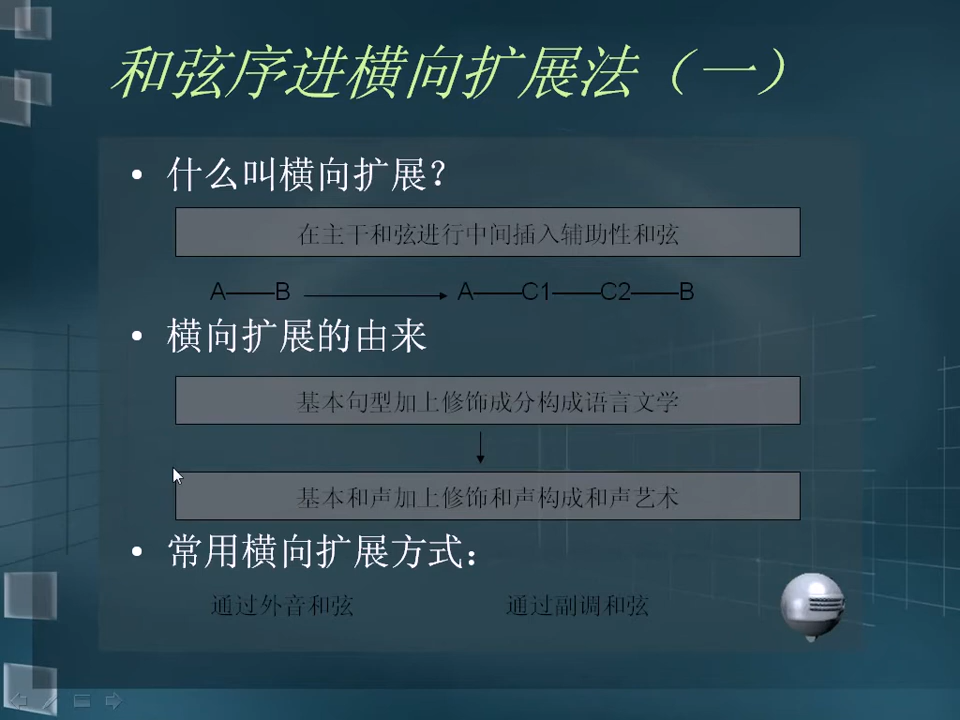 和弦序进横向扩展法（一）
• 什么叫横向扩展？
在主干和弦进行中间插入辅助性和弦
A——B A——C1——C2——B
• 横向扩展的由来
基本句型加上修饰成分构成语言文学
基本和声加上修饰和声构成和声艺术
• 常用横向扩展方式：
通过外音和弦 通过副调和弦